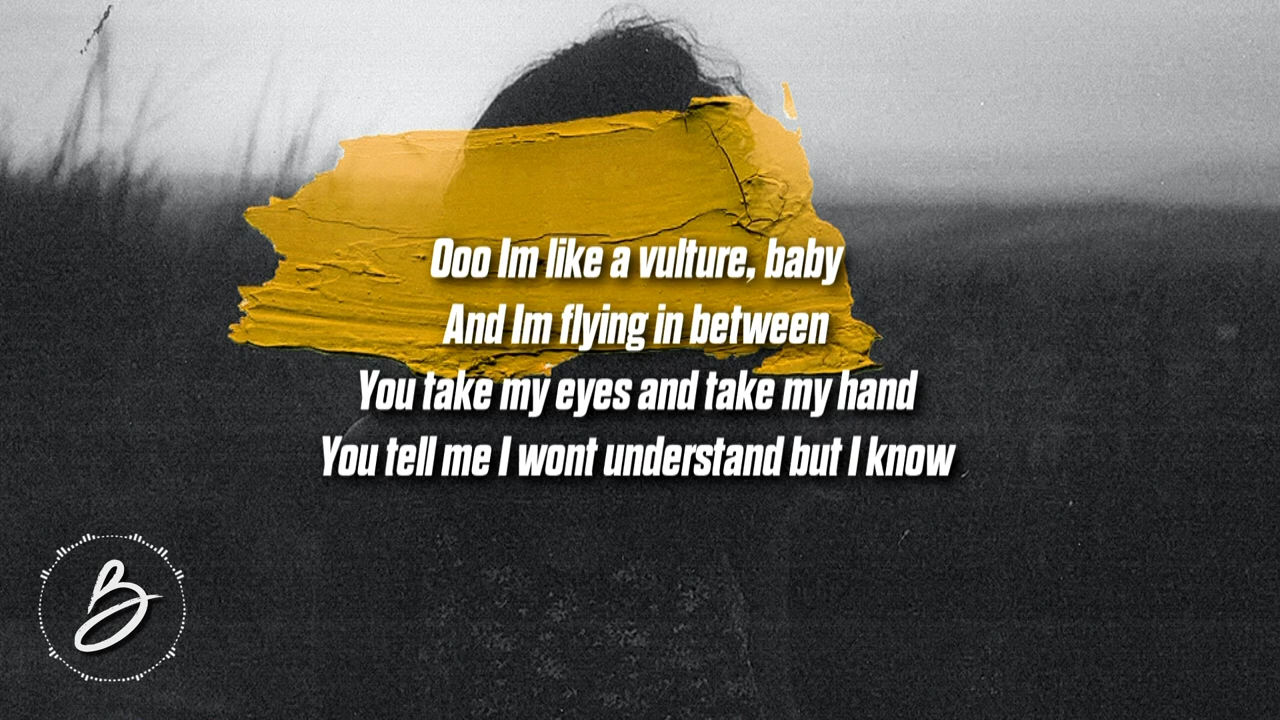 Ooo Im like a vulture, baby
And Im flying in between
You take my eyes and take my hand
You tell me I wont understand but I know
B